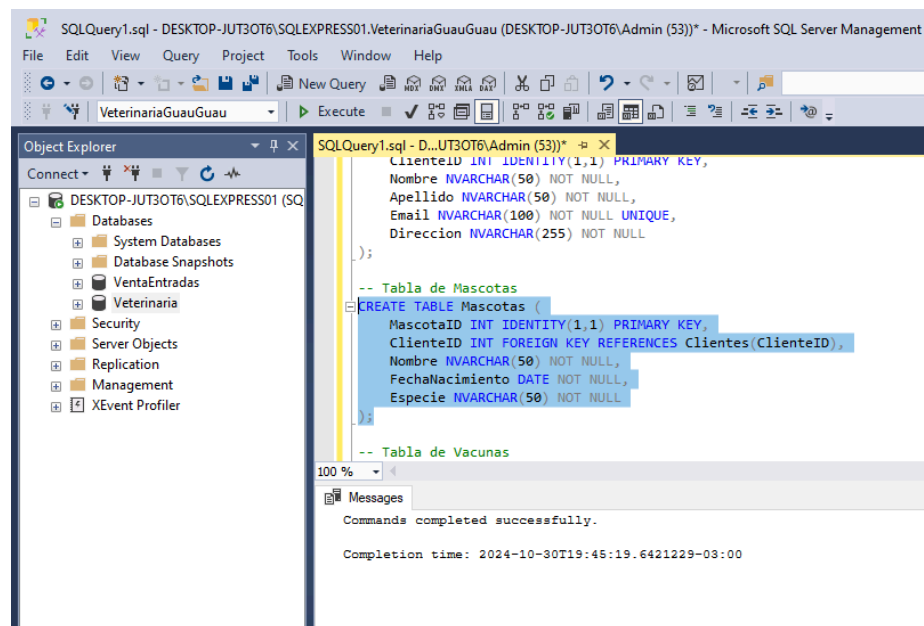 SQLQuery1.sql - DESKTOP-JUT3OT6\SQLEXPRESS01.VeterinariaGuauGuau (DESKTOP-JUT3OT6\Admin (53))* - Microsoft SQL Server Management
File Edit View Query Project Tools Window Help
New Query MDX DMX XMLA DAX
VeterinariaGuauGuau Execute
Object Explorer
Connect
DESKTOP-JUT3OT6\SQLEXPRESS01 (SQ
Databases
System Databases
Database Snapshots
VentaEntradas
Veterinaria
Security
Server Objects
Replication
Management
XEvent Profiler
SQLQuery1.sql - D...UT3OT6\Admin (53))*
ClienteID INT IDENTITY(1,1) PRIMARY KEY,
Nombre NVARCHAR(50) NOT NULL,
Apellido NVARCHAR(50) NOT NULL,
Email NVARCHAR(100) NOT NULL UNIQUE,
Direccion NVARCHAR(255) NOT NULL
);
-- Tabla de Mascotas
CREATE TABLE Mascotas (
MascotaID INT IDENTITY(1,1) PRIMARY KEY,
ClienteID INT FOREIGN KEY REFERENCES Clientes(ClienteID),
Nombre NVARCHAR(50) NOT NULL,
FechaNacimiento DATE NOT NULL,
Especie NVARCHAR(50) NOT NULL
);
-- Tabla de Vacunas
100 %
Messages
Commands completed successfully.
Completion time: 2024-10-30T19:45:19.6421229-03:00